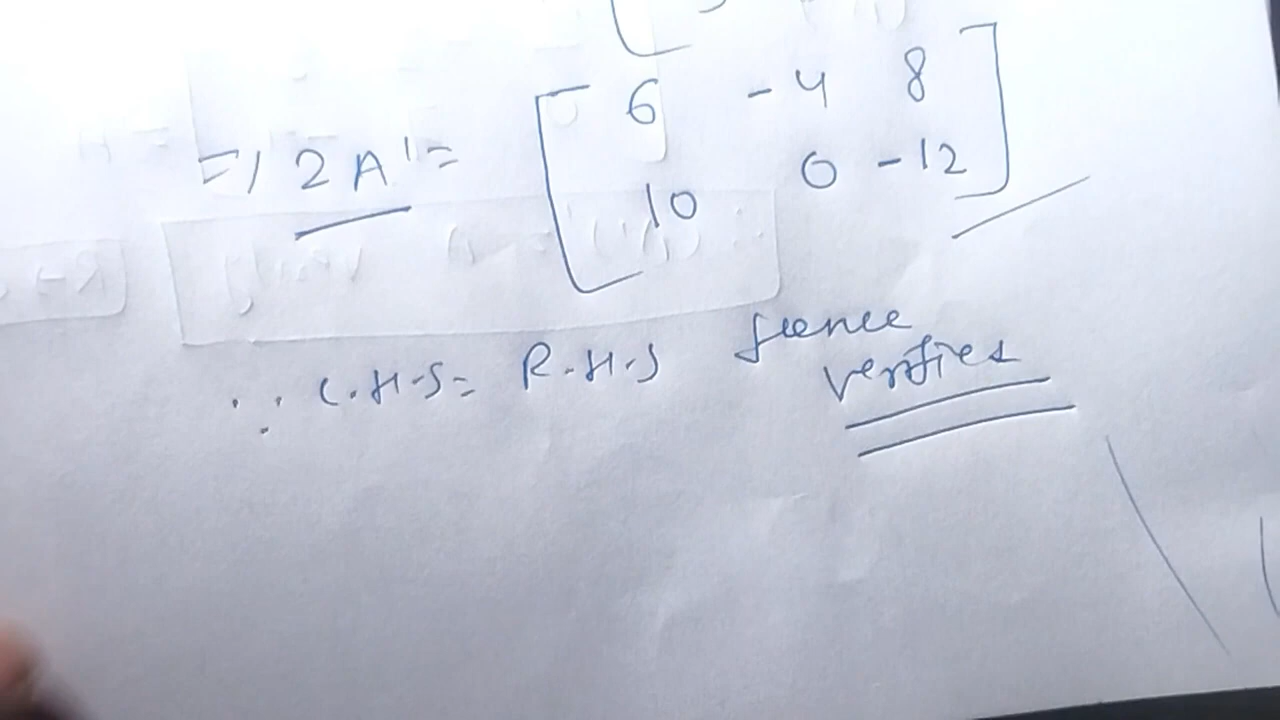 =) 2A' = [ 6 -4 8
10 0 -12 ]
∴ L.H.S = R.H.S hence
verifies